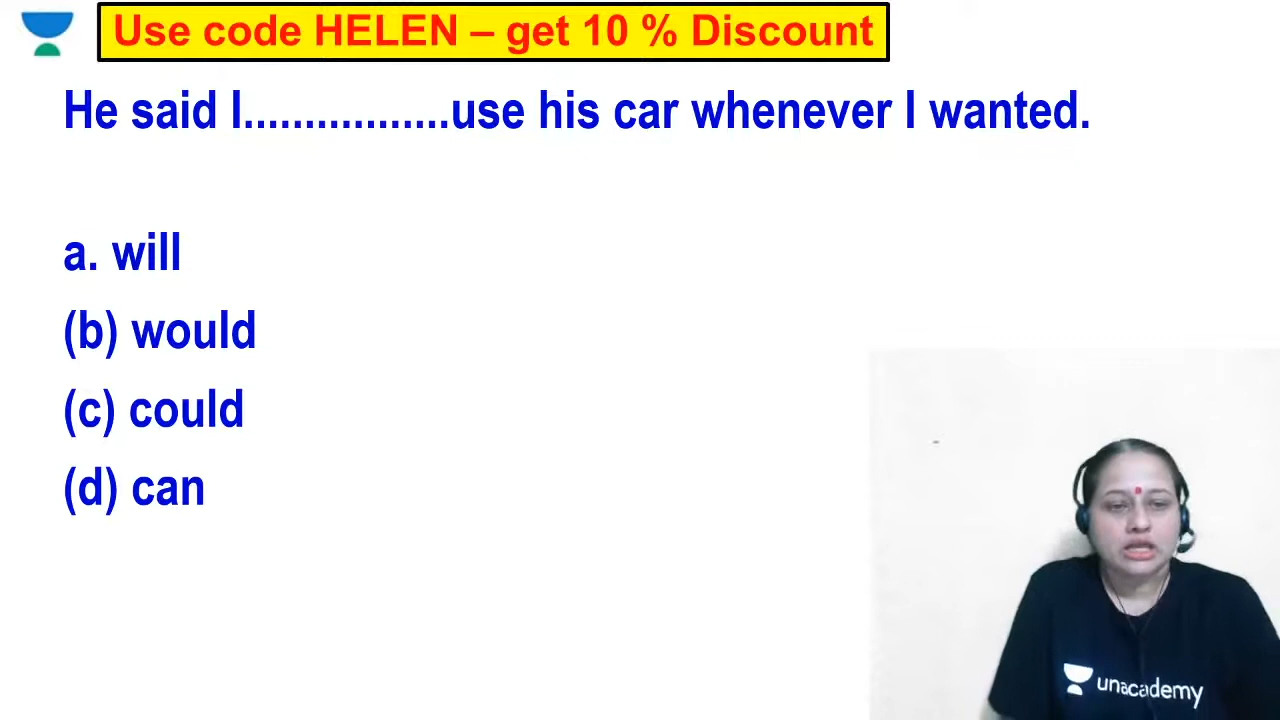 Use code HELEN – get 10 % Discount
He said I.................use his car whenever I wanted.
a. will
(b) would
(c) could
(d) can
unacademy